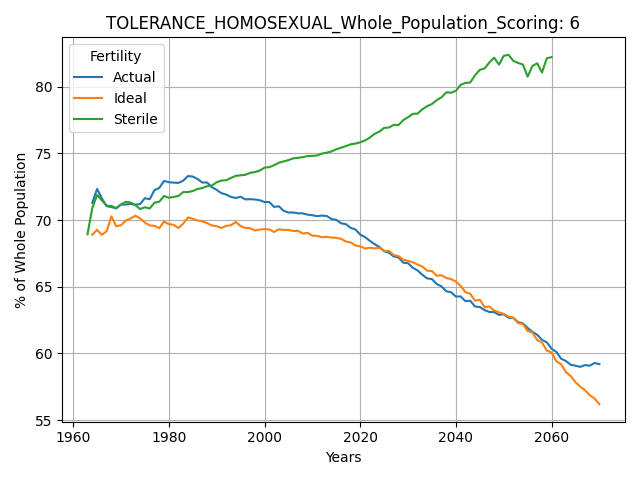 TOLERANCE_HOMOSEXUAL_Whole_Population_Scoring: 6
Fertility
Actual
Ideal
Sterile
% of Whole Population
80
75
70
65
60
55
1960
1980
2000
2020
2040
2060
Years